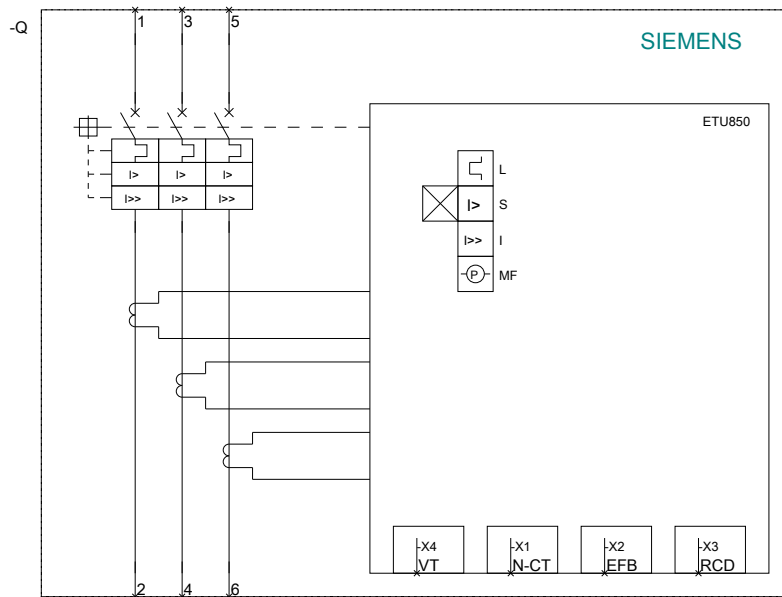 -Q
1 3 5
SIEMENS
ETU850
L
I> I> I>
I>> I>> I>>
I> S
I>> I
P MF
-X4 -X1 -X2 -X3
VT N-CT EFB RCD
2 4 6